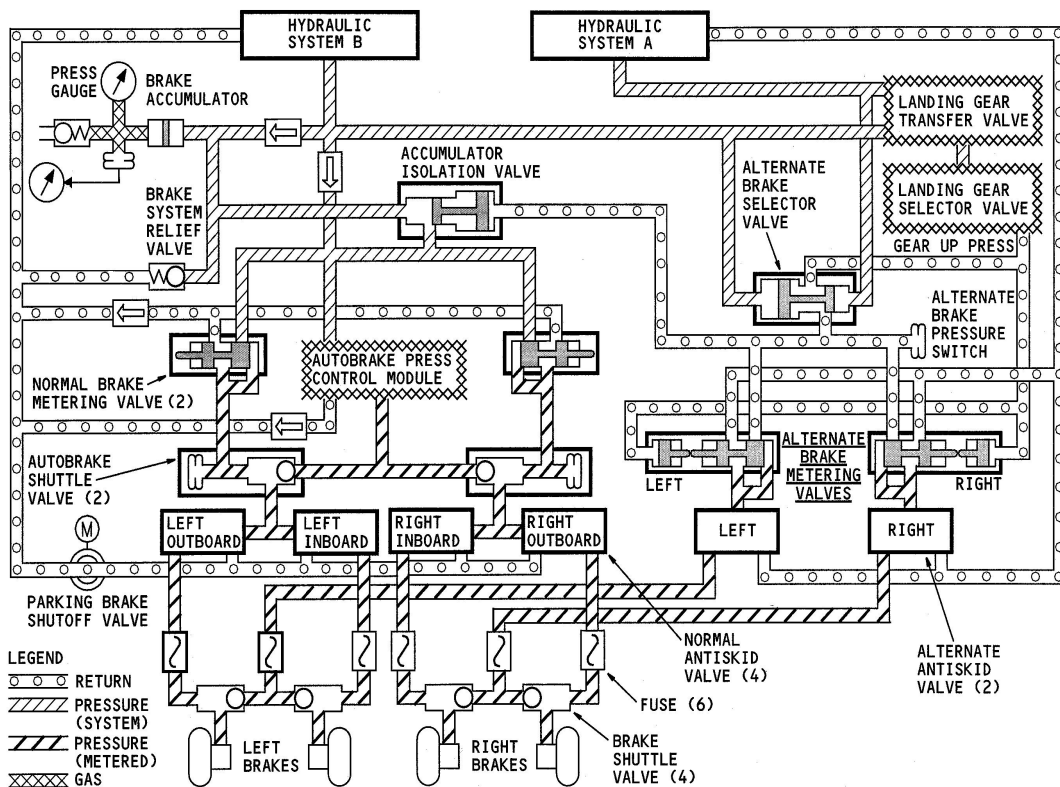 HYDRAULIC
SYSTEM B
HYDRAULIC
SYSTEM A
PRESS
GAUGE
BRAKE
ACCUMULATOR
LANDING GEAR
TRANSFER VALVE
ACCUMULATOR
ISOLATION VALVE
ALTERNATE
BRAKE
SELECTOR
VALVE
LANDING GEAR
SELECTOR VALVE
GEAR UP PRESS
BRAKE
SYSTEM
RELIEF
VALVE
ALTERNATE
BRAKE
PRESSURE
SWITCH
NORMAL BRAKE
METERING VALVE (2)
AUTOBRAKE PRESS
CONTROL MODULE
AUTOBRAKE
SHUTTLE
VALVE (2)
LEFT
ALTERNATE
BRAKE
METERING
VALVES
RIGHT
M
LEFT
OUTBOARD
LEFT
INBOARD
RIGHT
INBOARD
RIGHT
OUTBOARD
LEFT
RIGHT
PARKING BRAKE
SHUTOFF VALVE
NORMAL
ANTISKID
VALVE (4)
ALTERNATE
ANTISKID
VALVE (2)
FUSE (6)
LEGEND
RETURN
PRESSURE
(SYSTEM)
PRESSURE
(METERED)
GAS
LEFT
BRAKES
RIGHT
BRAKES
BRAKE
SHUTTLE
VALVE (4)